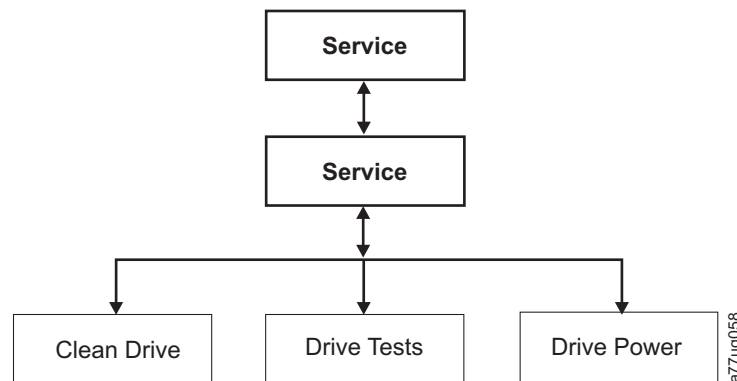 Service
Service
Clean Drive
Drive Tests
Drive Power
a77ug058